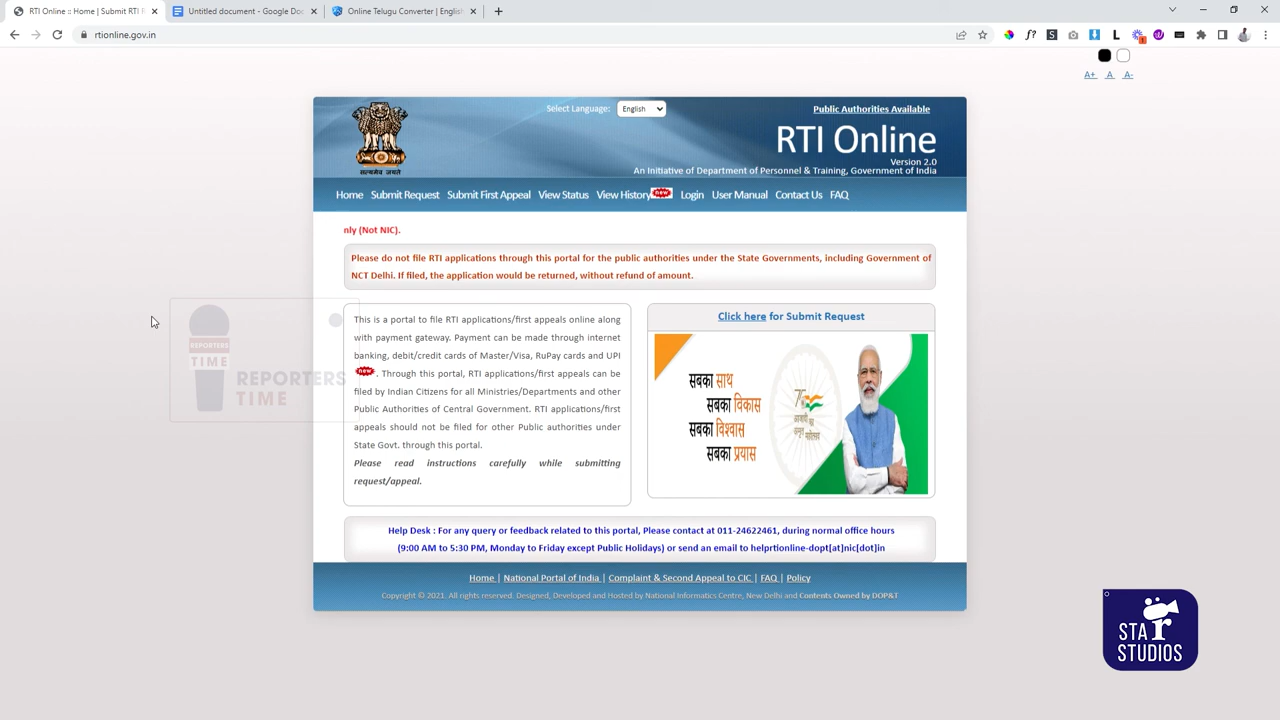 RTI Online :: Home | Submit RTI R
Untitled document - Google Doc
Online Telugu Converter | English
rtionline.gov.in
A+ A A-
Select Language: English
Public Authorities Available
RTI Online
Version 2.0
An Initiative of Department of Personnel & Training, Government of India
सत्यमेव जयते
Home Submit Request Submit First Appeal View Status View History new Login User Manual Contact Us FAQ
nly (Not NIC).
Please do not file RTI applications through this portal for the public authorities under the State Governments, including Government of
NCT Delhi. If filed, the application would be returned, without refund of amount.
This is a portal to file RTI applications/first appeals online along
with payment gateway. Payment can be made through internet
banking, debit/credit cards of Master/Visa, RuPay cards and UPI
new . Through this portal, RTI applications/first appeals can be
filed by Indian Citizens for all Ministries/Departments and other
Public Authorities of Central Government. RTI applications/first
appeals should not be filed for other Public authorities under
State Govt. through this portal.
Please read instructions carefully while submitting
request/appeal.
Click here for Submit Request
सबका साथ
सबका विकास
सबका विश्वास
सबका प्रयास
REPORTERS
TIME
REPORTERS
TIME
Help Desk : For any query or feedback related to this portal, Please contact at 011-24622461, during normal office hours
(9:00 AM to 5:30 PM, Monday to Friday except Public Holidays) or send an email to helprtionline-dopt[at]nic[dot]in
Home | National Portal of India | Complaint & Second Appeal to CIC | FAQ | Policy
Copyright © 2021. All rights reserved. Designed, Developed and Hosted by National Informatics Centre, New Delhi and Contents Owned by DOP&T
STAr
STUDIOS